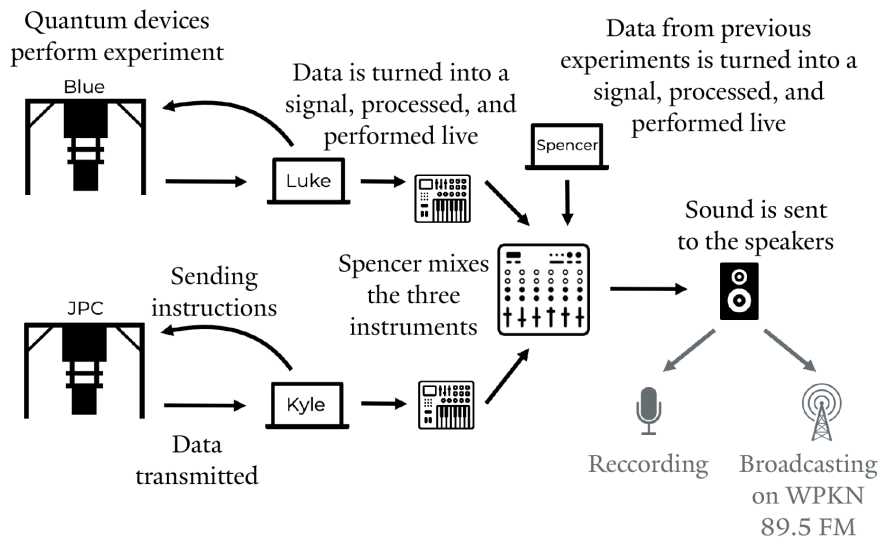 Quantum devices
perform experiment
Blue
Data is turned into a
signal, processed, and
performed live
Luke
Data from previous
experiments is turned into a
signal, processed, and
performed live
Spencer
Sound is sent
to the speakers
Spencer mixes
the three
instruments
Sending
instructions
JPC
Kyle
Data
transmitted
Reccording
Broadcasting
on WPKN
89.5 FM